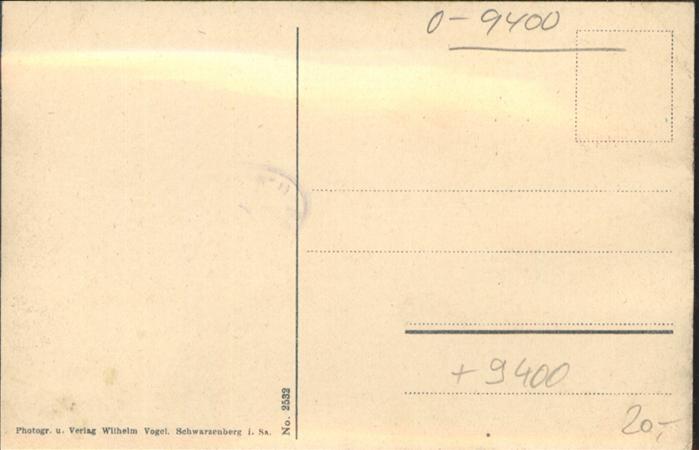 0-9400
No. 2532
+9400
20,-
Photogr. u. Verlag Wilhelm Vogel. Schwarzenberg i. Sa.